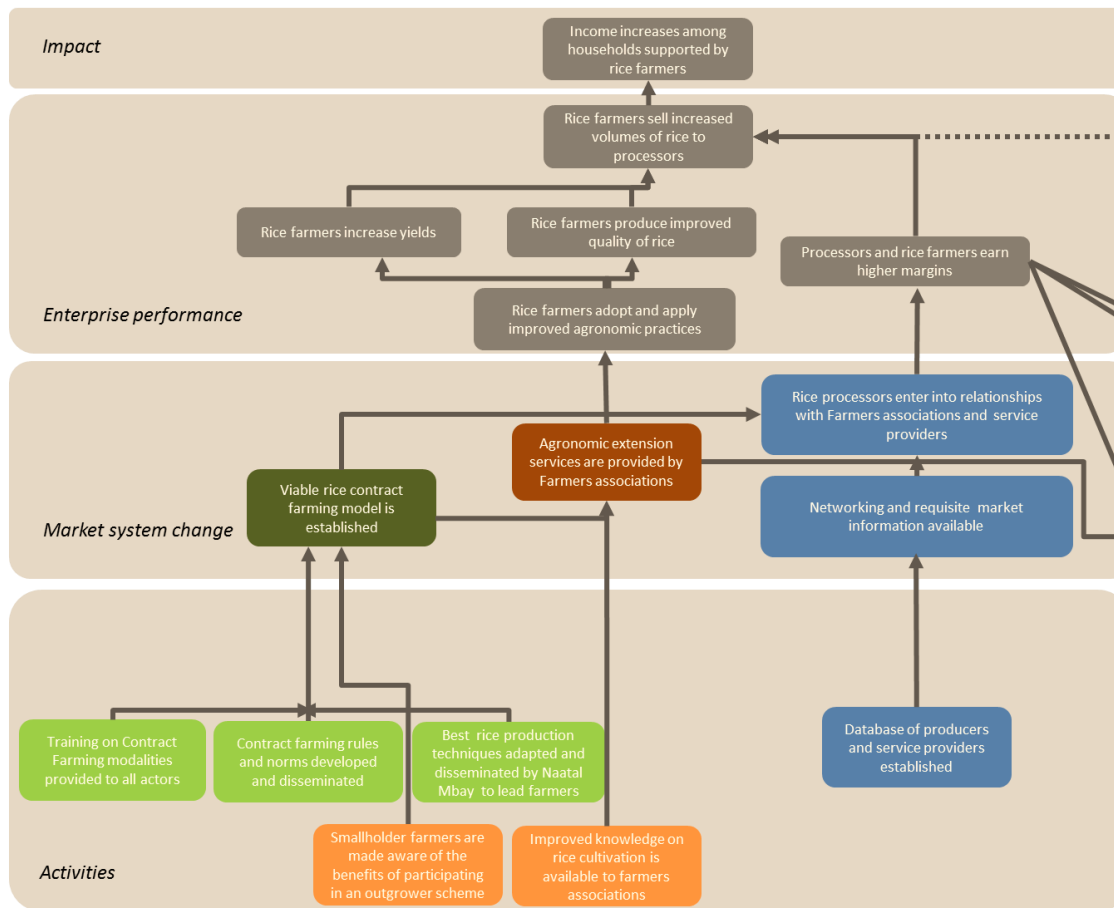 Impact
Income increases among
households supported by
rice farmers
Rice farmers sell increased
volumes of rice to
processors
Rice farmers increase yields
Rice farmers produce improved
quality of rice
Processors and rice farmers earn
higher margins
Enterprise performance
Rice farmers adopt and apply
improved agronomic practices
Rice processors enter into relationships
with Farmers associations and service
providers
Agronomic extension
services are provided by
Farmers associations
Viable rice contract
farming model is
established
Networking and requisite market
information available
Market system change
Training on Contract
Farming modalities
provided to all actors
Contract farming rules
and norms developed
and disseminated
Best rice production
techniques adapted and
disseminated by Naatal
Mbay to lead farmers
Database of producers
and service providers
established
Smallholder farmers are
made aware of the
benefits of participating
in an outgrower scheme
Improved knowledge on
rice cultivation is
available to farmers
associations
Activities